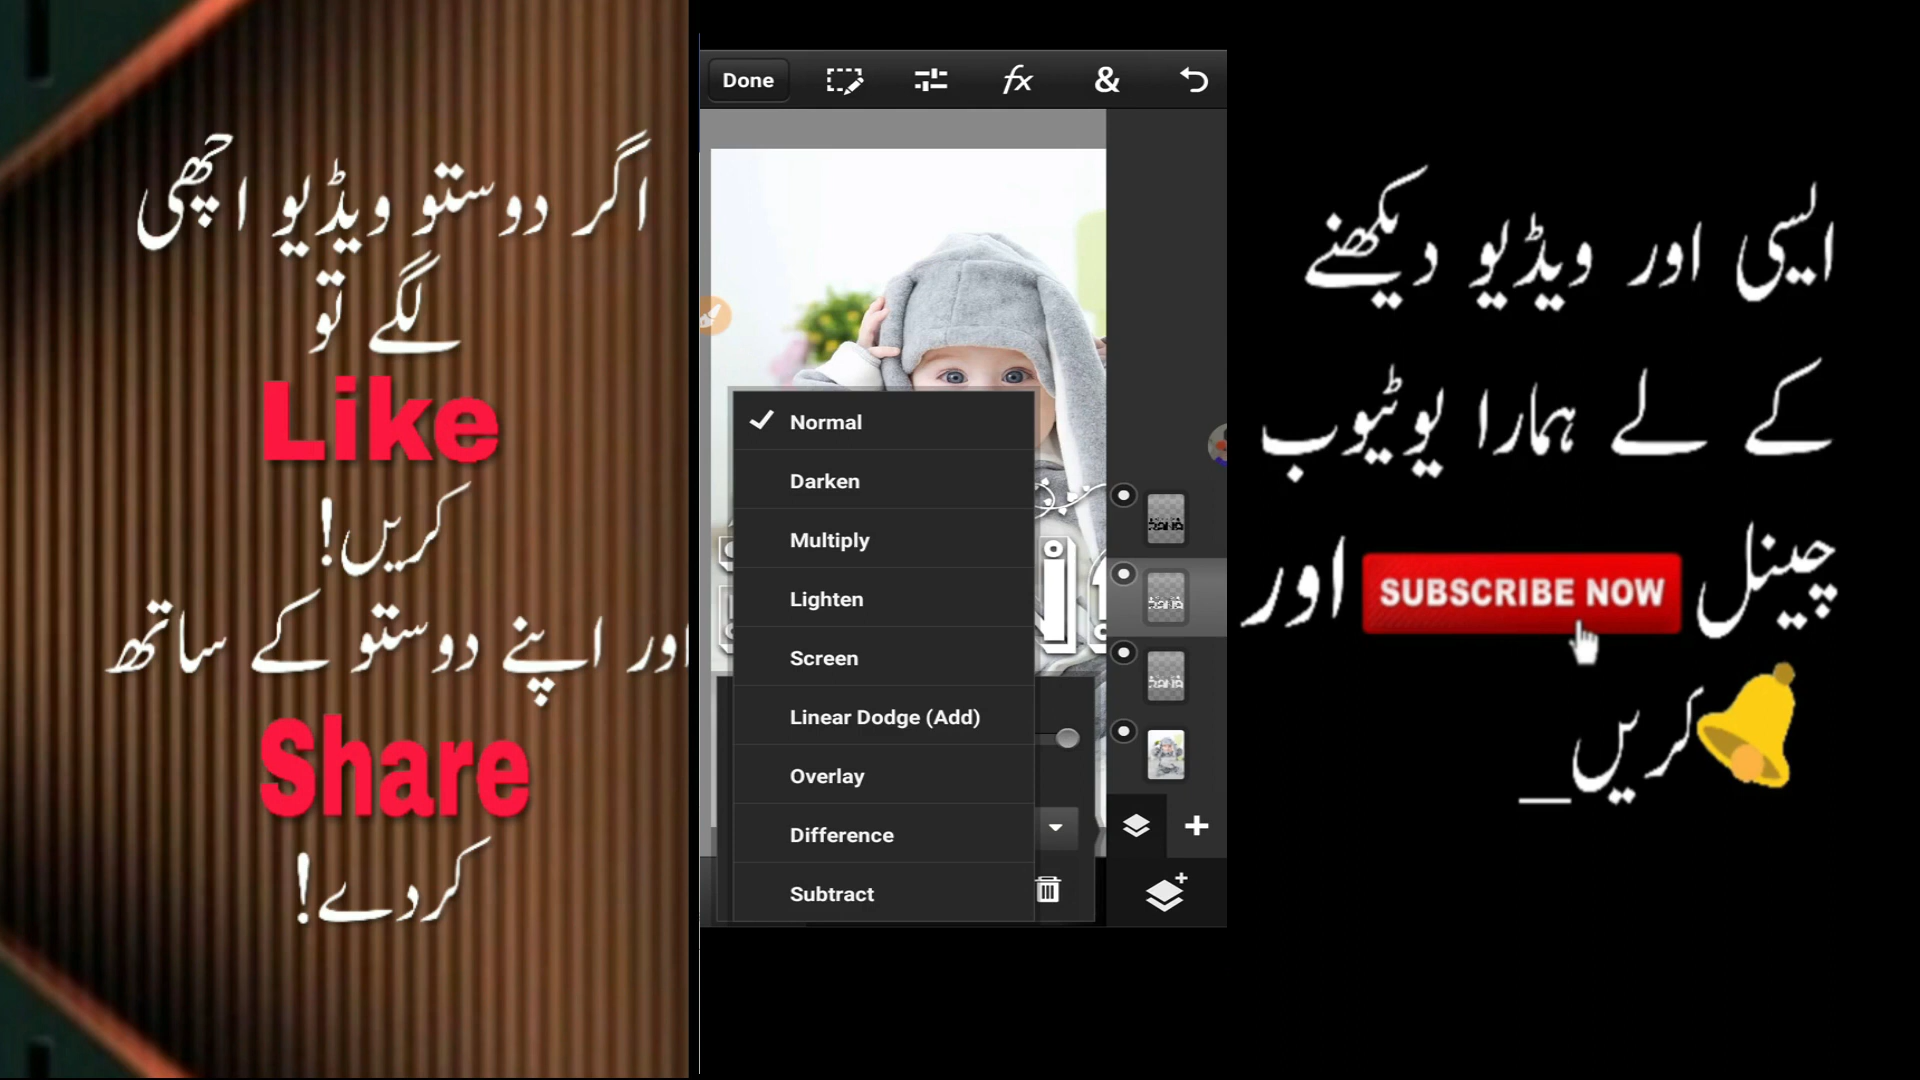 اگر دوستو ویڈیو اچھی
لگے تو
Like
کریں!
اور اپنے دوستو کے ساتھ
Share
کردے!
Done
fx
&
Normal
Darken
Multiply
Lighten
Screen
Linear Dodge (Add)
Overlay
Difference
Subtract
ایسی اور ویڈیو دیکھنے
کے لے ہمارا یوٹیوب
چینل SUBSCRIBE NOW اور
کریں_